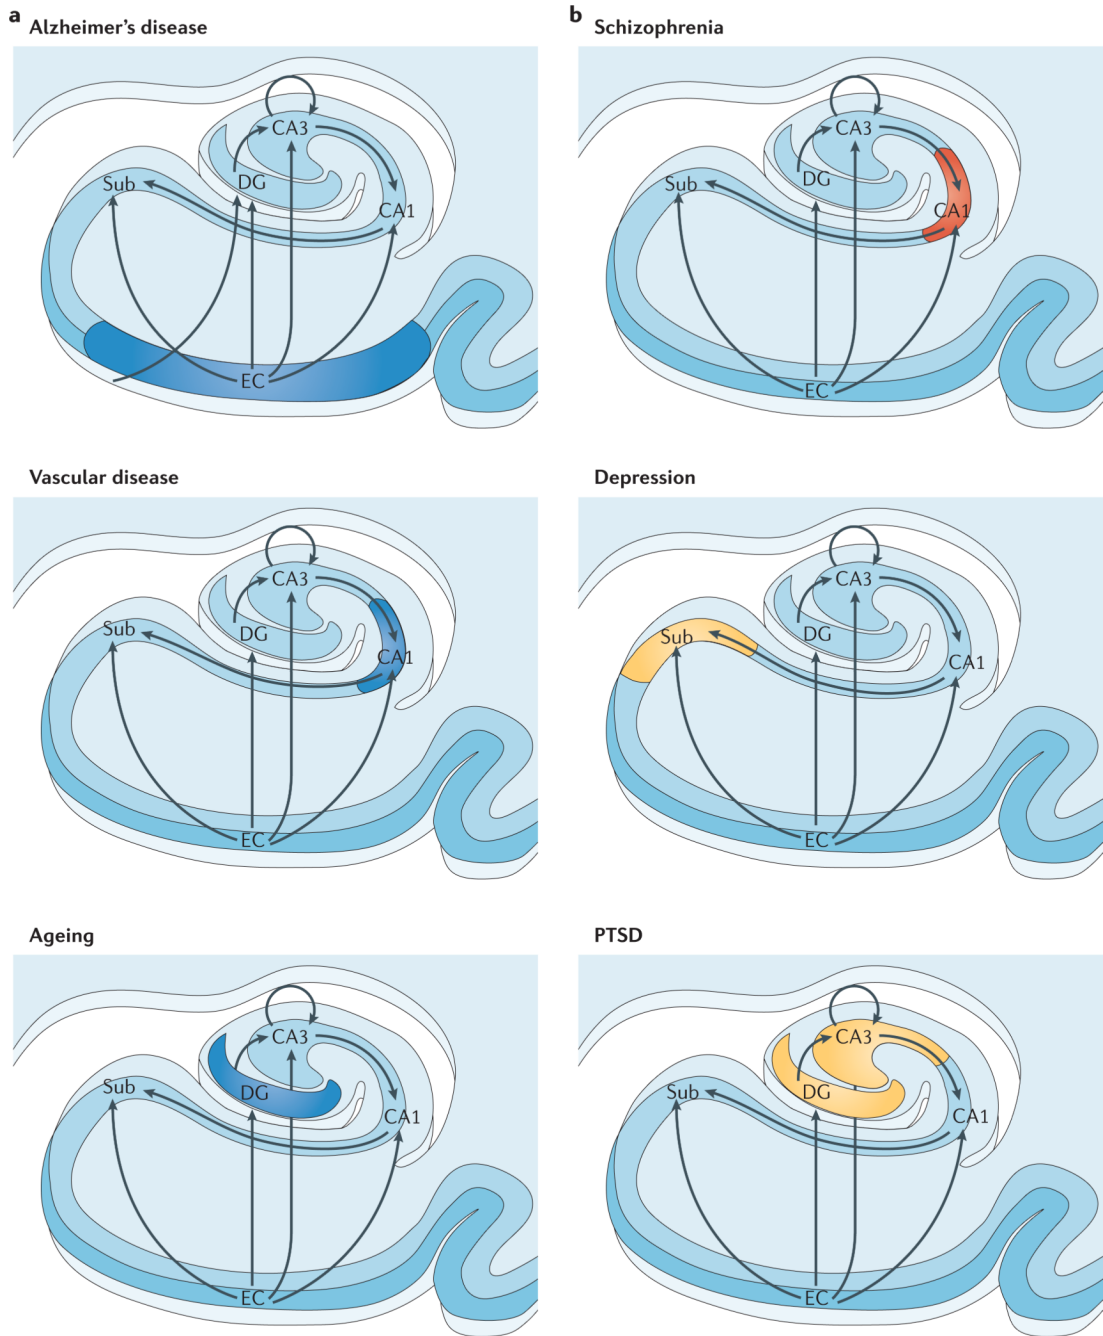 a
Alzheimer's disease
CA3
DG
Sub
CA1
EC
b
Schizophrenia
CA3
DG
Sub
CA1
EC
Vascular disease
CA3
DG
Sub
CA1
EC
Depression
CA3
DG
Sub
CA1
EC
Ageing
CA3
DG
Sub
CA1
EC
PTSD
CA3
DG
Sub
CA1
EC